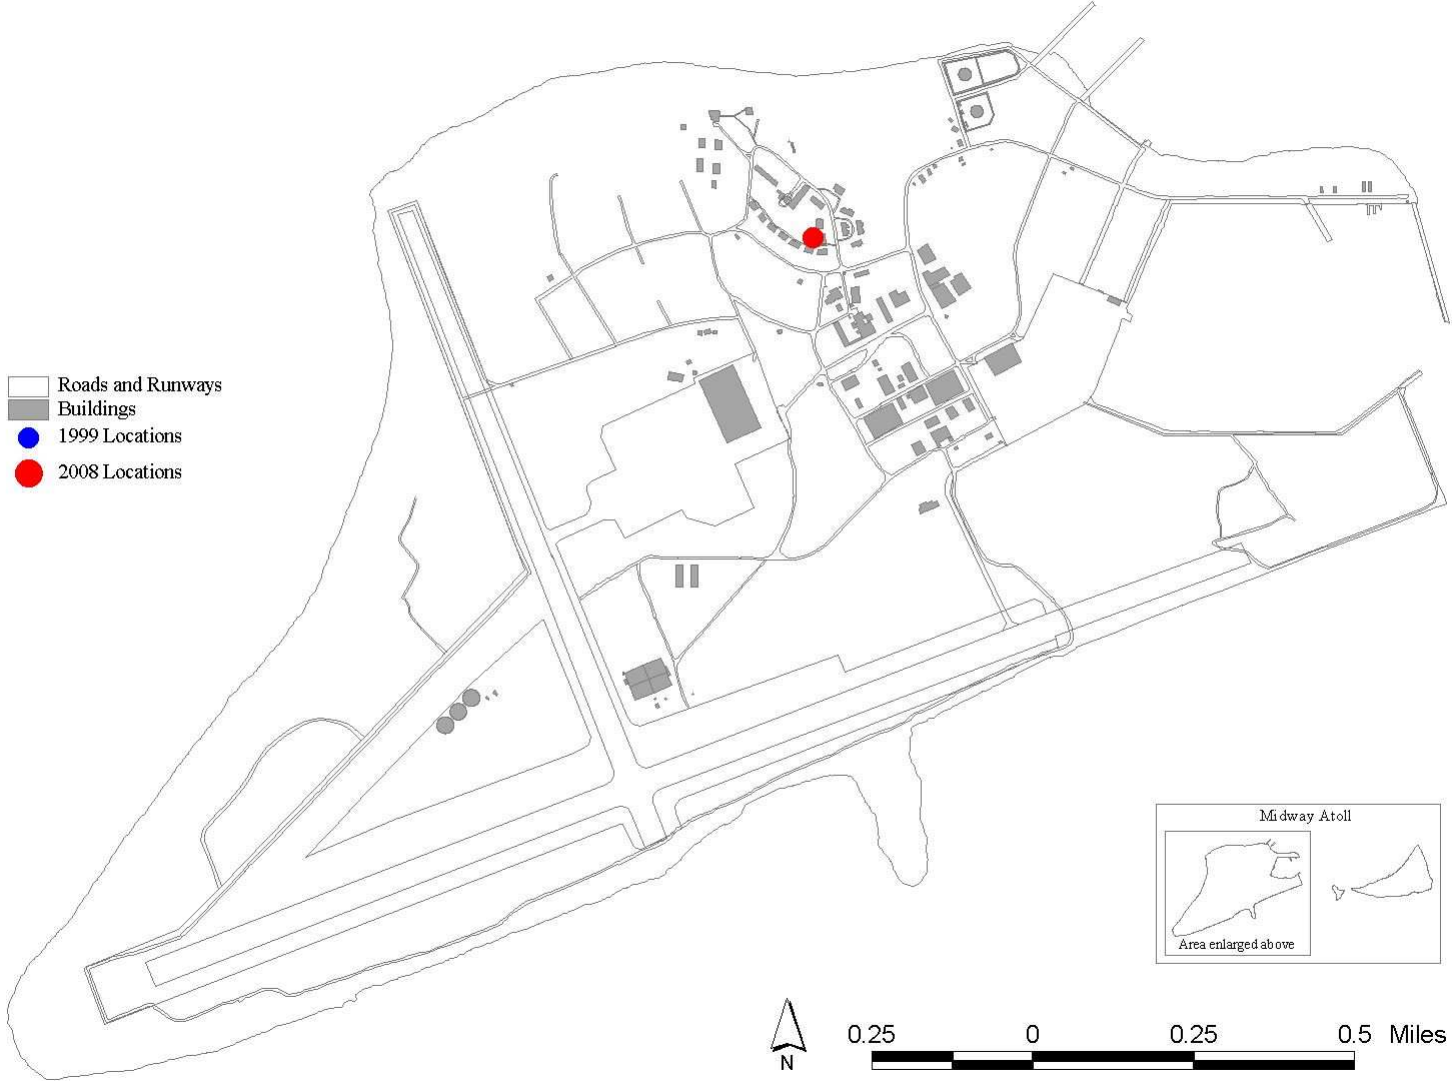 Roads and Runways
Buildings
1999 Locations
2008 Locations
Midway Atoll
Area enlarged above
N
0.25 0 0.25 0.5 Miles